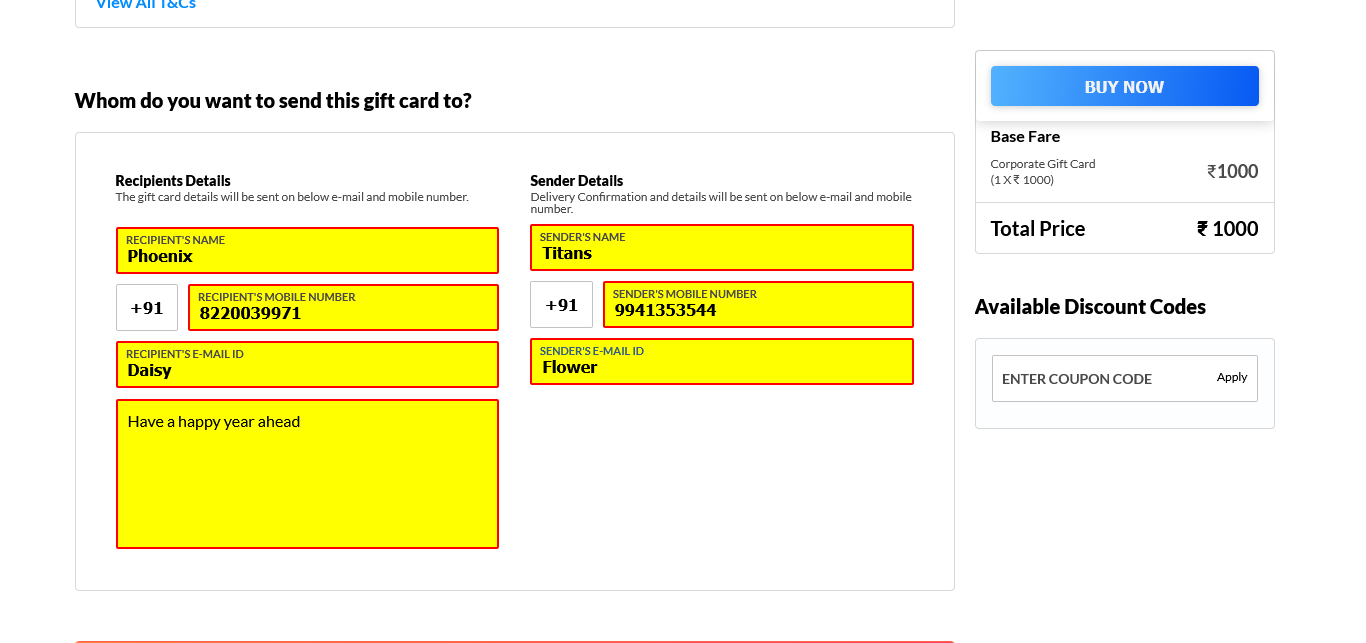 View All T&Cs
Whom do you want to send this gift card to?
Recipients Details
The gift card details will be sent on below e-mail and mobile number.
RECIPIENT'S NAME
Phoenix
+91
RECIPIENT'S MOBILE NUMBER
8220039971
RECIPIENT'S E-MAIL ID
Daisy
Have a happy year ahead
Sender Details
Delivery Confirmation and details will be sent on below e-mail and mobile
number.
SENDER'S NAME
Titans
+91
SENDER'S MOBILE NUMBER
9941353544
SENDER'S E-MAIL ID
Flower
BUY NOW
Base Fare
Corporate Gift Card
(1 X ₹ 1000)
₹1000
Total Price
₹ 1000
Available Discount Codes
ENTER COUPON CODE
Apply